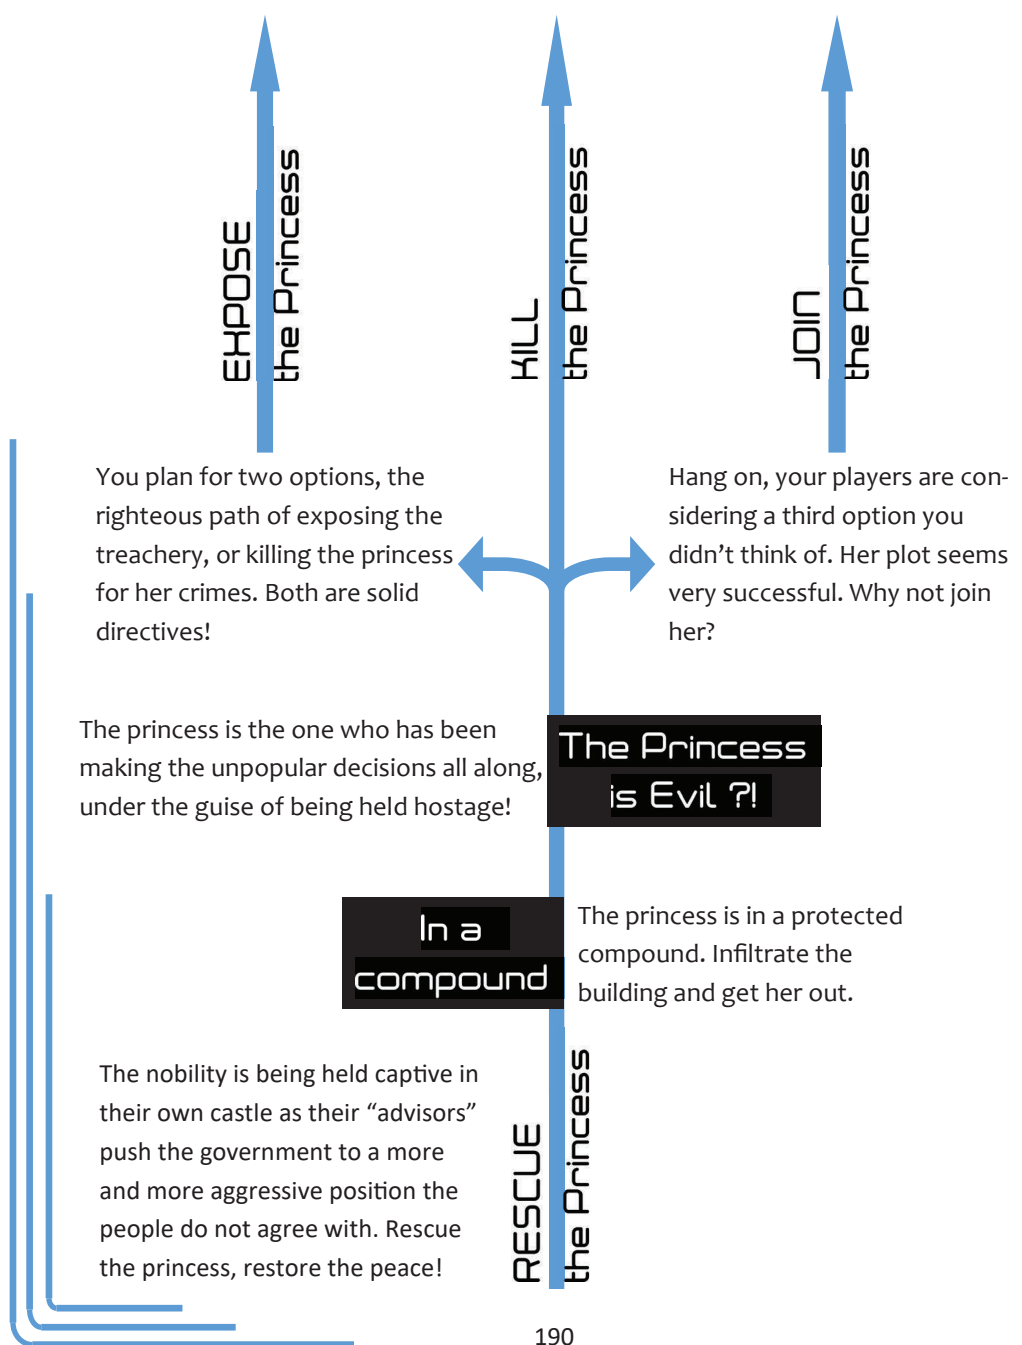 EXPOSE
the Princess
KILL
the Princess
JOIN
the Princess
You plan for two options, the
righteous path of exposing the
treachery, or killing the princess
for her crimes. Both are solid
directives!
Hang on, your players are con-
sidering a third option you
didn’t think of. Her plot seems
very successful. Why not join
her?
The princess is the one who has been
making the unpopular decisions all along,
under the guise of being held hostage!
The Princess
is Evil ?!
In a
compound
The princess is in a protected
compound. Infiltrate the
building and get her out.
The nobility is being held captive in
their own castle as their “advisors”
push the government to a more
and more aggressive position the
people do not agree with. Rescue
the princess, restore the peace!
RESCUE
the Princess
190